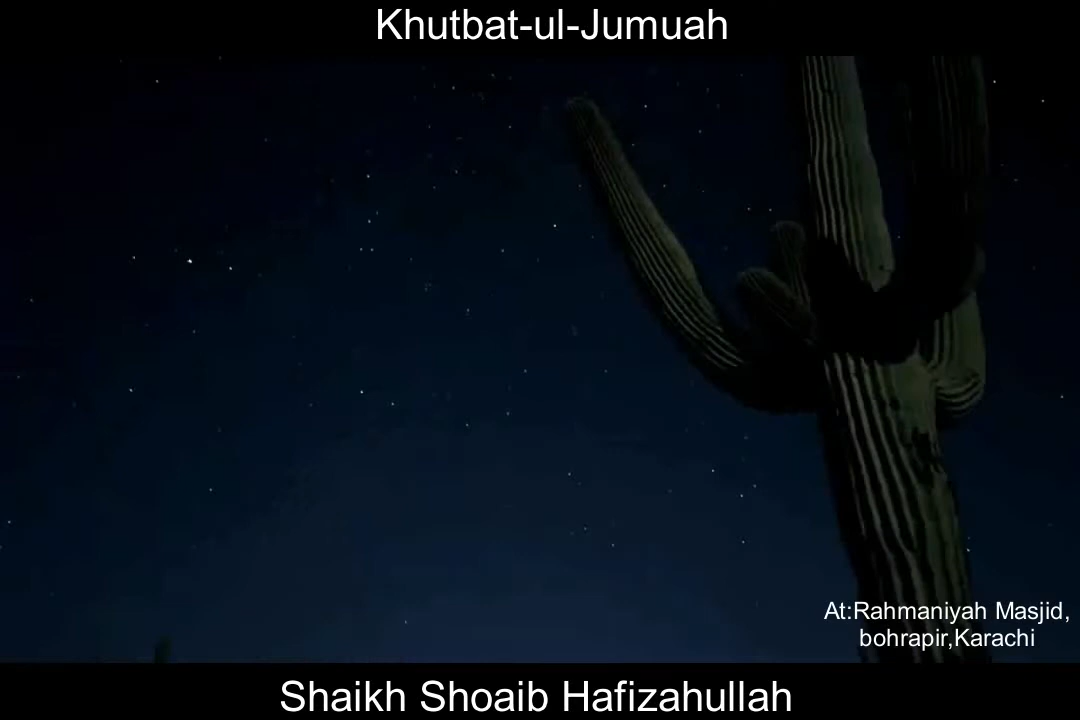 Khutbat-ul-Jumuah
At:Rahmaniyah Masjid,
bohrapir,Karachi
Shaikh Shoaib Hafizahullah